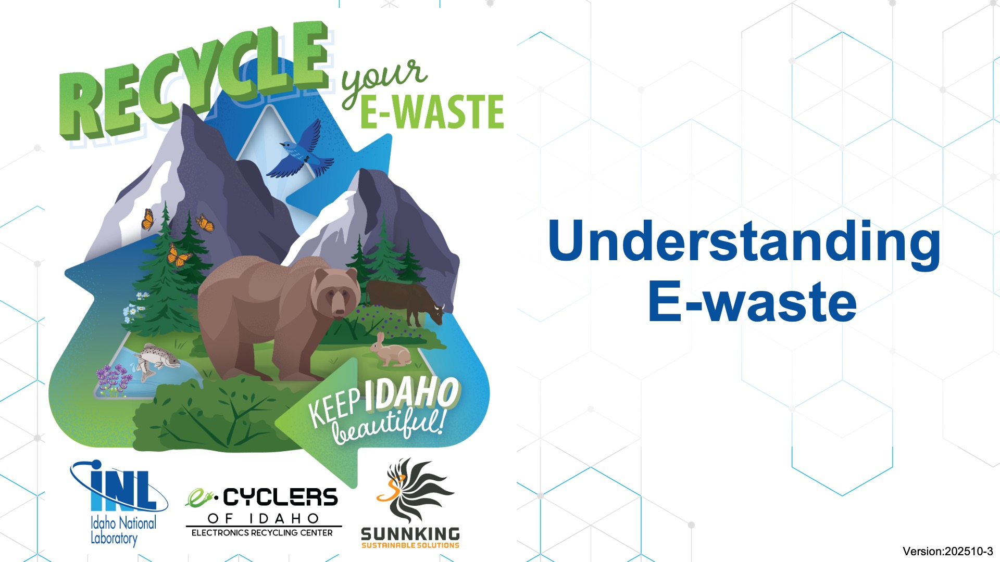 RECYCLE
your
E-WASTE
KEEP IDAHO
beautiful!
INL
Idaho National
Laboratory
e·CYCLERS
OF IDAHO
ELECTRONICS RECYCLING CENTER
S
SUNNKING
SUSTAINABLE SOLUTIONS
Understanding
E-waste
Version:202510-3